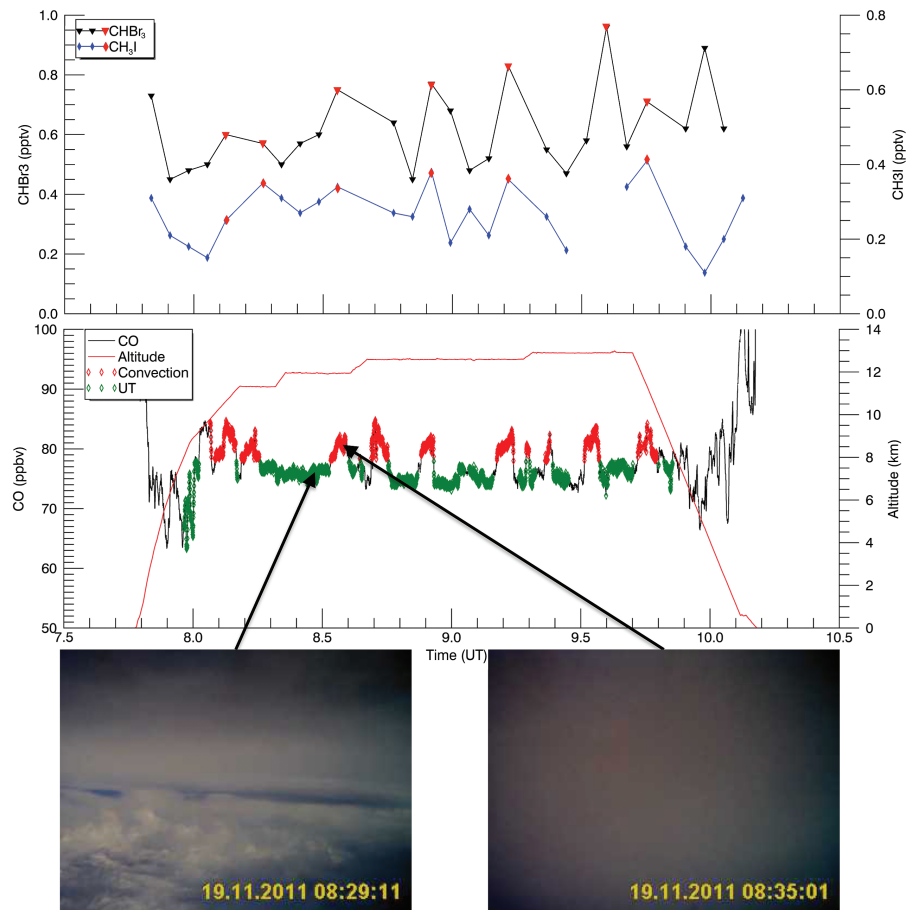 1.0
0.8
0.6
0.4
0.2
0.0
CHBr3 (pptv)
CHBr₃
CH₃I
0.8
0.6
0.4
0.2
0.0
CH3I (pptv)
100
90
80
70
60
50
CO (ppbv)
CO
Altitude
Convection
UT
14
12
10
8
6
4
2
0
Altitude (km)
7.5 8.0 8.5 9.0 9.5 10.0 10.5
Time (UT)
19.11.2011 08:29:11
19.11.2011 08:35:01